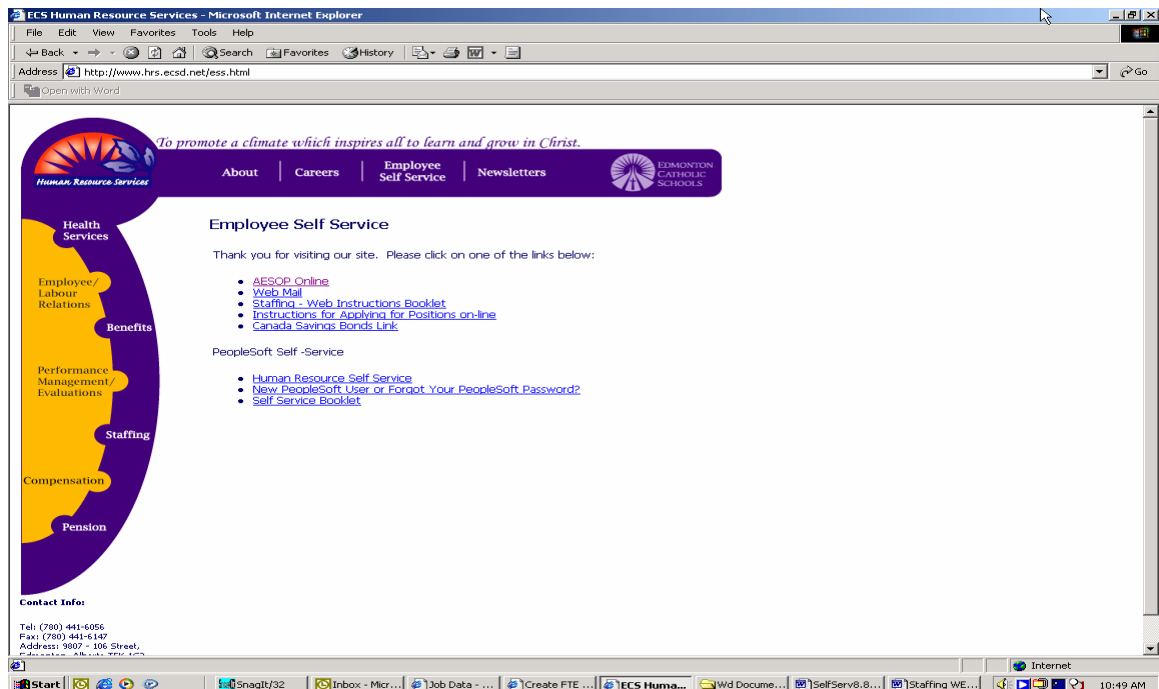 ECS Human Resource Services - Microsoft Internet Explorer
File Edit View Favorites Tools Help
Back Search Favorites History
Address http://www.hrs.ecsd.net/ess.html Go
Open with Word
To promote a climate which inspires all to learn and grow in Christ.
Human Resource Services
About Careers Employee Self Service Newsletters
EDMONTON
CATHOLIC
SCHOOLS
Health
Services
Employee/
Labour
Relations
Benefits
Performance
Management/
Evaluations
Staffing
Compensation
Pension
Employee Self Service
Thank you for visiting our site. Please click on one of the links below:
AESOP Online
Web Mail
Staffing - Web Instructions Booklet
Instructions for Applying for Positions on-line
Canada Savings Bonds Link
PeopleSoft Self -Service
Human Resource Self Service
New PeopleSoft User or Forgot Your PeopleSoft Password?
Self Service Booklet
Contact Info:
Tel: (780) 441-6056
Fax: (780) 441-6147
Address: 9807 - 106 Street,
Internet
Start SnagIt/32 Inbox - Micr... Job Data - ... Create FTE ... ECS Huma... Wd Docume... SelfServ8.8... Staffing WE... 10:49 AM